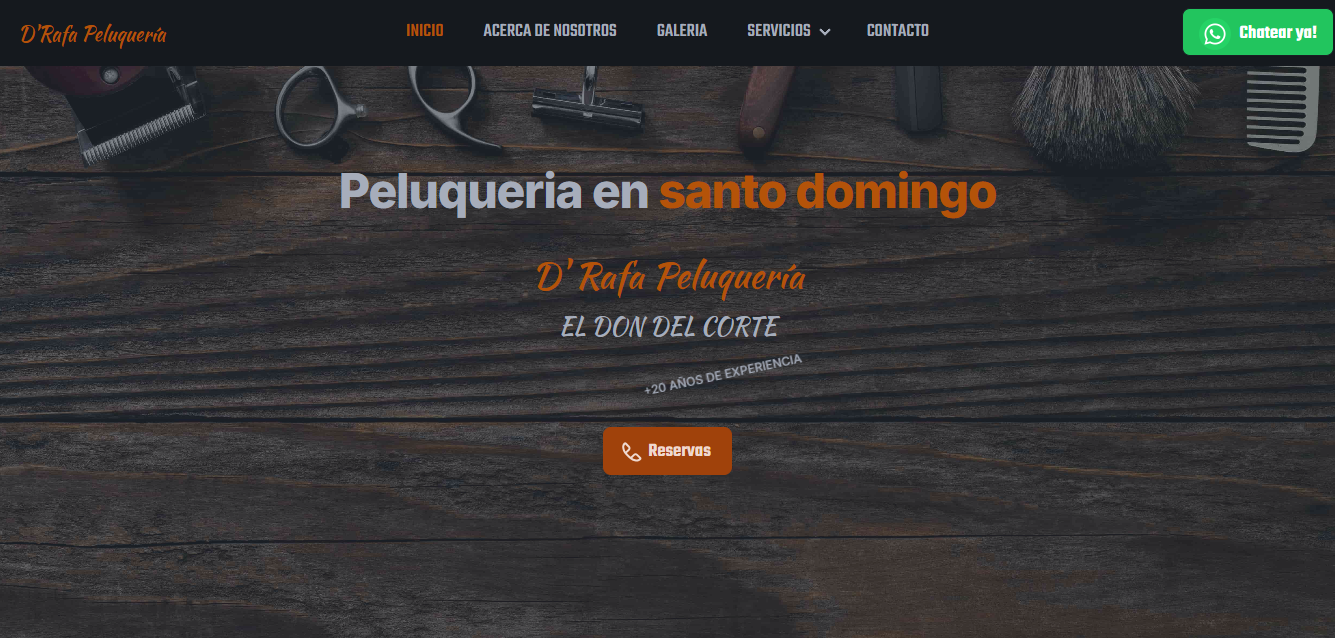 D'Rafa Peluquería
INICIO
ACERCA DE NOSOTROS
GALERIA
SERVICIOS
CONTACTO
Chatear ya!
Peluqueria en santo domingo
D' Rafa Peluquería
EL DON DEL CORTE
+20 AÑOS DE EXPERIENCIA
Reservas